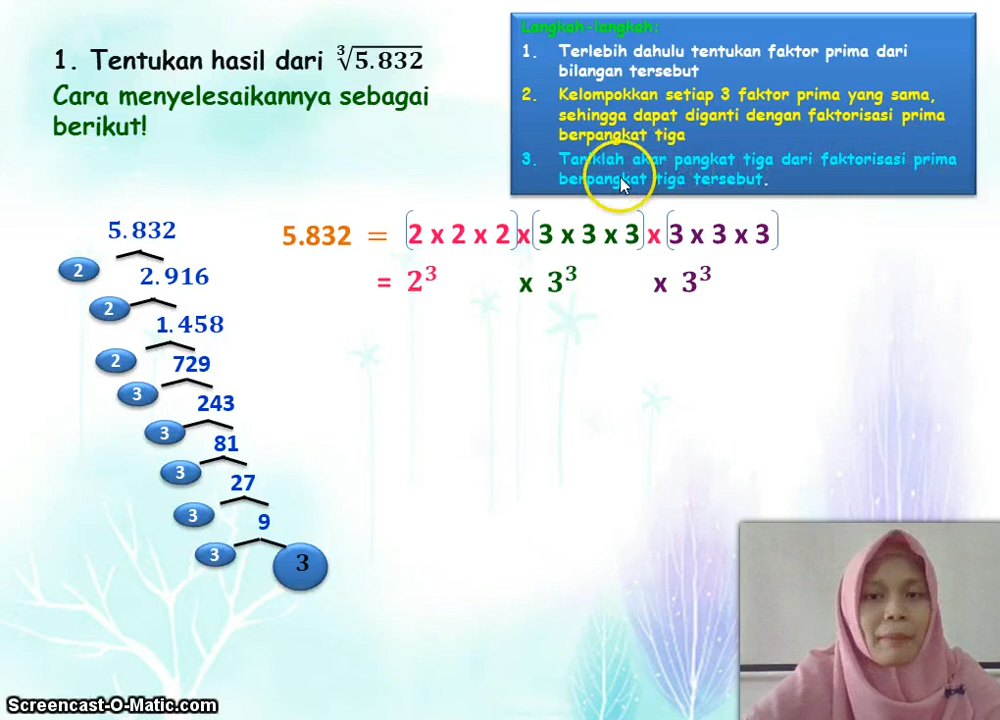 1. Tentukan hasil dari ∛5.832
Cara menyelesaikannya sebagai
berikut!
Langkah-langkah:
1. Terlebih dahulu tentukan faktor prima dari
bilangan tersebut
2. Kelompokkan setiap 3 faktor prima yang sama,
sehingga dapat diganti dengan faktorisasi prima
berpangkat tiga
3. Tariklah akar pangkat tiga dari faktorisasi prima
berpangkat tiga tersebut.
5.832
2 2.916
2 1.458
2 729
3 243
3 81
3 27
3 9
3 3
5.832 = (2 x 2 x 2) x (3 x 3 x 3) x (3 x 3 x 3)
= 2³ x 3³ x 3³
Screencast-O-Matic.com